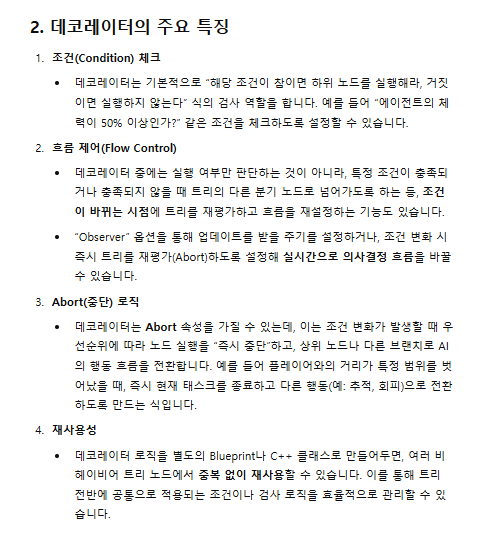 2. 데코레이터의 주요 특징
1. 조건(Condition) 체크
• 데코레이터는 기본적으로 “해당 조건이 참이면 하위 노드를 실행해라, 거짓
이면 실행하지 않는다” 식의 검사 역할을 합니다. 예를 들어 “에이전트의 체
력이 50% 이상인가?” 같은 조건을 체크하도록 설정할 수 있습니다.
2. 흐름 제어(Flow Control)
• 데코레이터 중에는 실행 여부만 판단하는 것이 아니라, 특정 조건이 충족되
거나 충족되지 않을 때 트리의 다른 분기 노드로 넘어가도록 하는 등, 조건
이 바뀌는 시점에 트리를 재평가하고 흐름을 재설정하는 기능도 있습니다.
• “Observer” 옵션을 통해 업데이트를 받을 주기를 설정하거나, 조건 변화 시
즉시 트리를 재평가(Abort)하도록 설정해 실시간으로 의사결정 흐름을 바꿀
수 있습니다.
3. Abort(중단) 로직
• 데코레이터는 Abort 속성을 가질 수 있는데, 이는 조건 변화가 발생할 때 우
선순위에 따라 노드 실행을 “즉시 중단”하고, 상위 노드나 다른 브랜치로 AI
의 행동 흐름을 전환합니다. 예를 들어 플레이어와의 거리가 특정 범위를 벗
어났을 때, 즉시 현재 태스크를 종료하고 다른 행동(예: 추적, 회피)으로 전환
하도록 만드는 식입니다.
4. 재사용성
• 데코레이터 로직을 별도의 Blueprint나 C++ 클래스로 만들어두면, 여러 비
헤이비어 트리 노드에서 중복 없이 재사용할 수 있습니다. 이를 통해 트리
전반에 공통으로 적용되는 조건이나 검사 로직을 효율적으로 관리할 수 있
습니다.